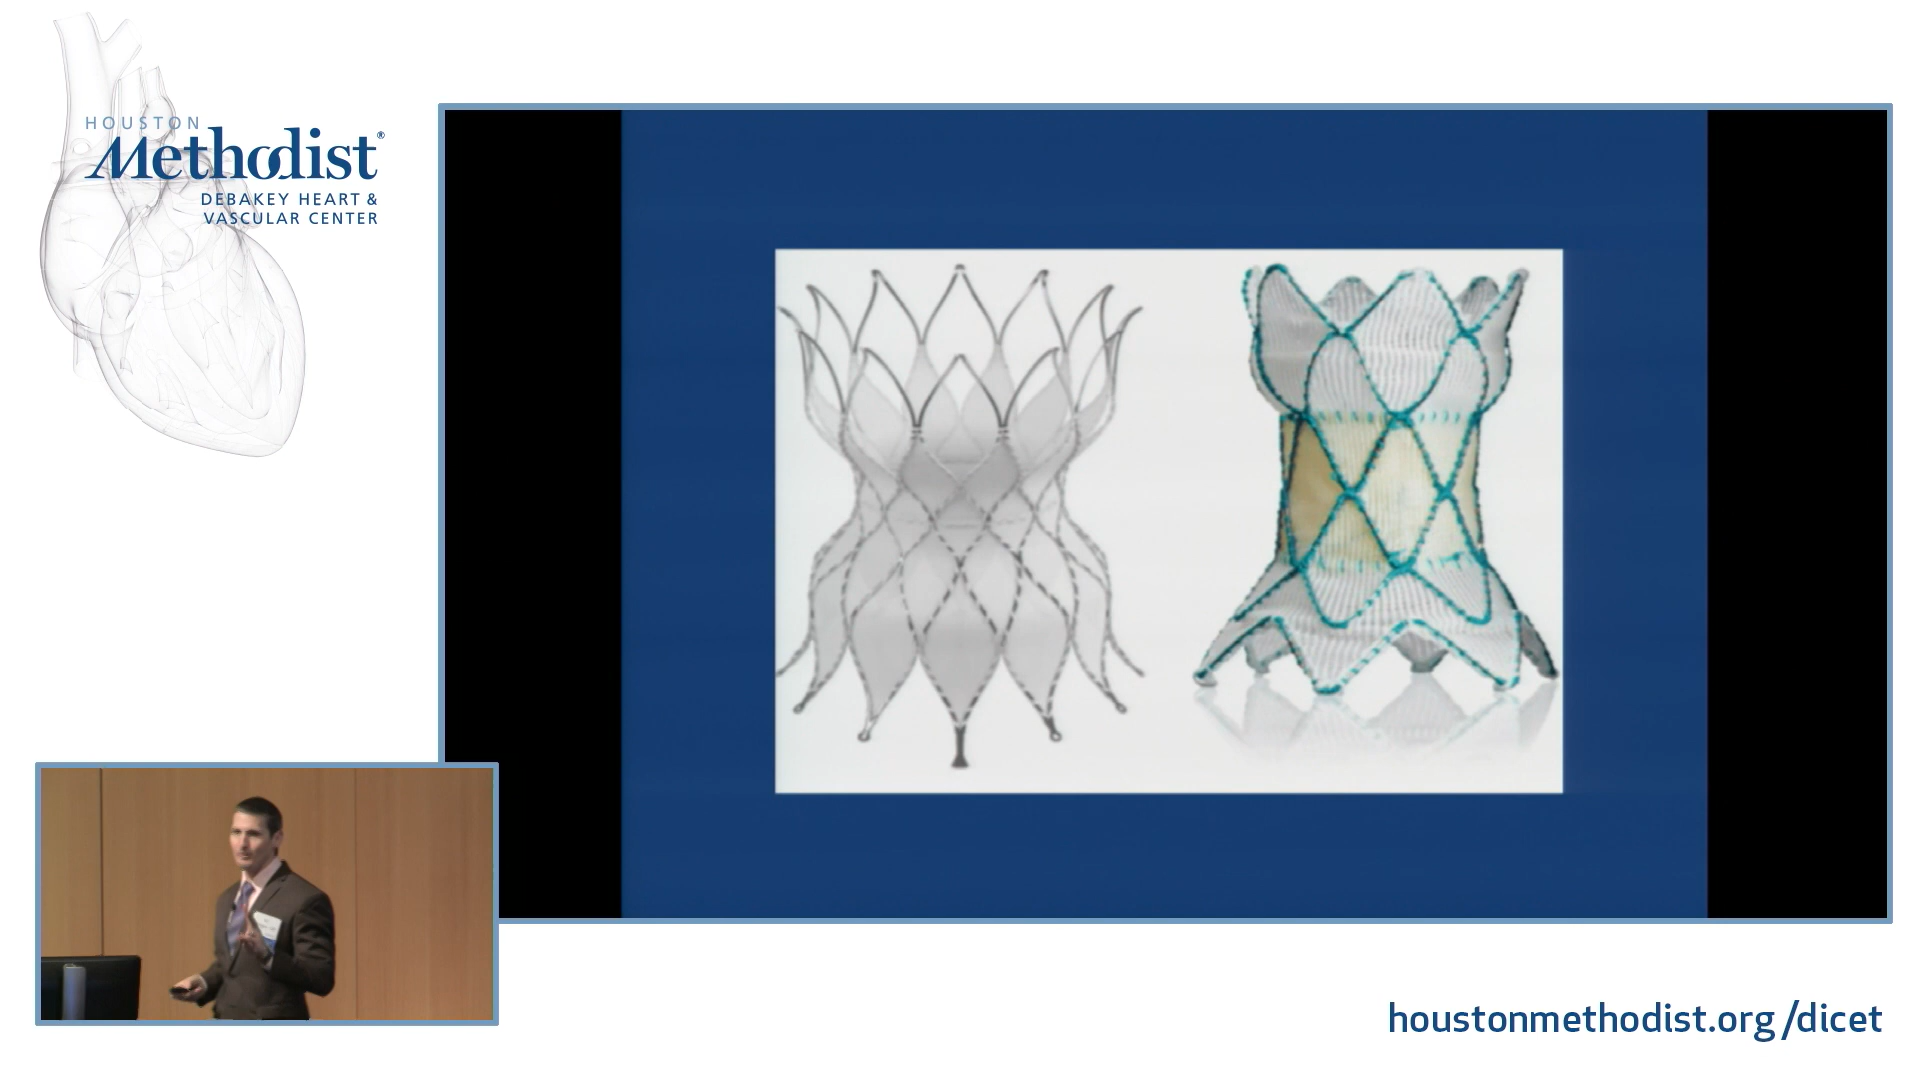 HOUSTON
Methodist®
DEBAKEY HEART &
VASCULAR CENTER
houstonmethodist.org/dicet